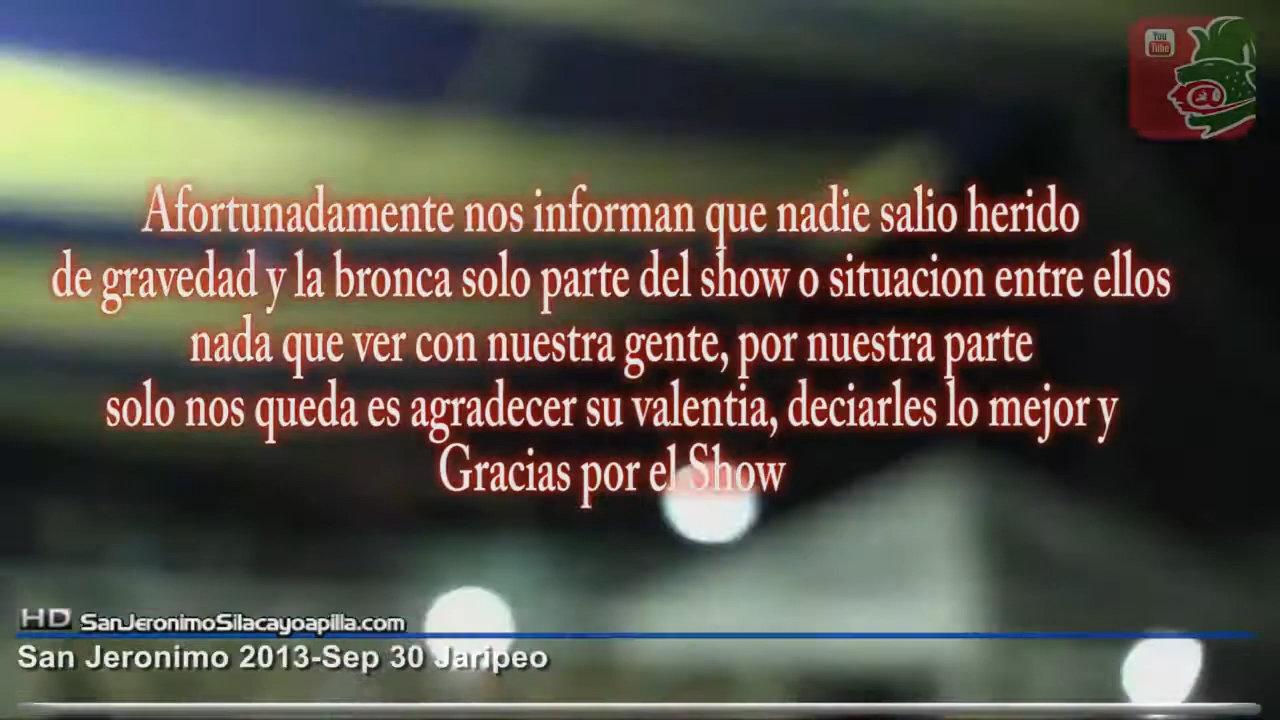 You
Tube
Afortunadamente nos informan que nadie salio herido
de gravedad y la bronca solo parte del show o situacion entre ellos
nada que ver con nuestra gente, por nuestra parte
solo nos queda es agradecer su valentia, deciarles lo mejor y
Gracias por el Show
HD SanJeronimoSilacayoapilla.com
San Jeronimo 2013-Sep 30 Jaripeo